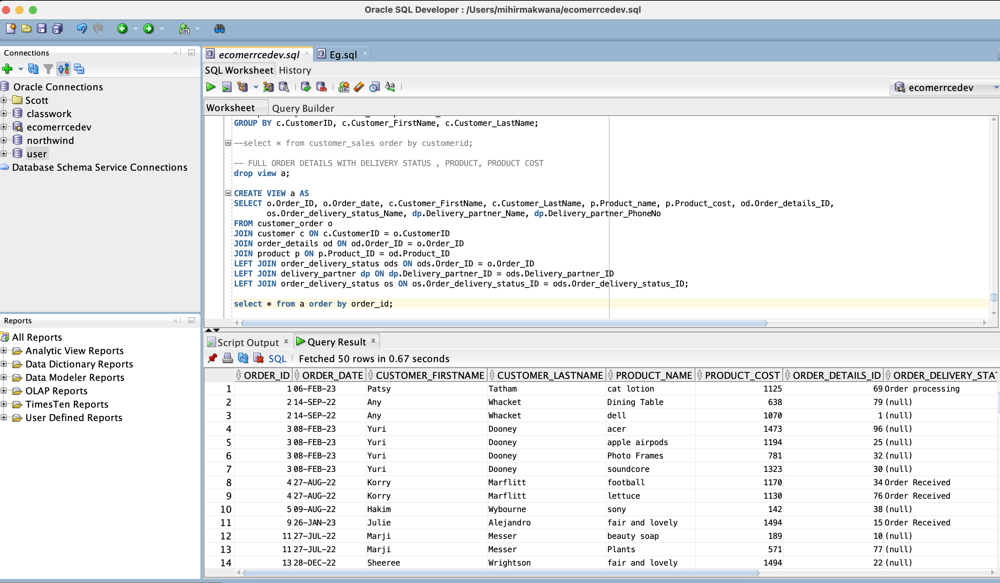 Oracle SQL Developer : /Users/mihirmakwana/ecomerrcedev.sql
Connections
Oracle Connections
Scott
classwork
ecomerrcedev
northwind
user
Database Schema Service Connections
Reports
All Reports
Analytic View Reports
Data Dictionary Reports
Data Modeler Reports
OLAP Reports
TimesTen Reports
User Defined Reports
ecomerrcedev.sql Eg.sql
SQL Worksheet History
ecomerrcedev
Worksheet Query Builder
GROUP BY c.CustomerID, c.Customer_FirstName, c.Customer_LastName;
--select * from customer_sales order by customerid;
-- FULL ORDER DETAILS WITH DELIVERY STATUS , PRODUCT, PRODUCT COST
drop view a;
CREATE VIEW a AS
SELECT o.Order_ID, o.Order_date, c.Customer_FirstName, c.Customer_LastName, p.Product_name, p.Product_cost, od.Order_details_ID,
os.Order_delivery_status_Name, dp.Delivery_partner_Name, dp.Delivery_partner_PhoneNo
FROM customer_order o
JOIN customer c ON c.CustomerID = o.CustomerID
JOIN order_details od ON od.Order_ID = o.Order_ID
JOIN product p ON p.Product_ID = od.Product_ID
LEFT JOIN order_delivery_status ods ON ods.Order_ID = o.Order_ID
LEFT JOIN delivery_partner dp ON dp.Delivery_partner_ID = ods.Delivery_partner_ID
LEFT JOIN order_delivery_status os ON os.Order_delivery_status_ID = ods.Order_delivery_status_ID;
select * from a order by order_id;
Script Output Query Result
SQL Fetched 50 rows in 0.67 seconds
ORDER_ID ORDER_DATE CUSTOMER_FIRSTNAME CUSTOMER_LASTNAME PRODUCT_NAME PRODUCT_COST ORDER_DETAILS_ID ORDER_DELIVERY_STAT
1 1 06-FEB-23 Patsy Tatham cat lotion 1125 69 Order processing
2 2 14-SEP-22 Any Whacket Dining Table 638 79 (null)
3 2 14-SEP-22 Any Whacket dell 1070 1 (null)
4 3 08-FEB-23 Yuri Dooney acer 1473 96 (null)
5 3 08-FEB-23 Yuri Dooney apple airpods 1194 25 (null)
6 3 08-FEB-23 Yuri Dooney Photo Frames 781 32 (null)
7 3 08-FEB-23 Yuri Dooney soundcore 1323 30 (null)
8 4 27-AUG-22 Korry Marflitt football 1170 34 Order Received
9 4 27-AUG-22 Korry Marflitt lettuce 1130 76 Order Received
10 5 09-AUG-22 Hakim Wybourne sony 142 38 (null)
11 9 26-JAN-23 Julie Alejandro fair and lovely 1494 15 Order Received
12 11 27-JUL-22 Marji Messer beauty soap 189 10 (null)
13 11 27-JUL-22 Marji Messer Plants 571 77 (null)
14 13 28-DEC-22 Sheeree Wrightson fair and lovely 1494 22 (null)